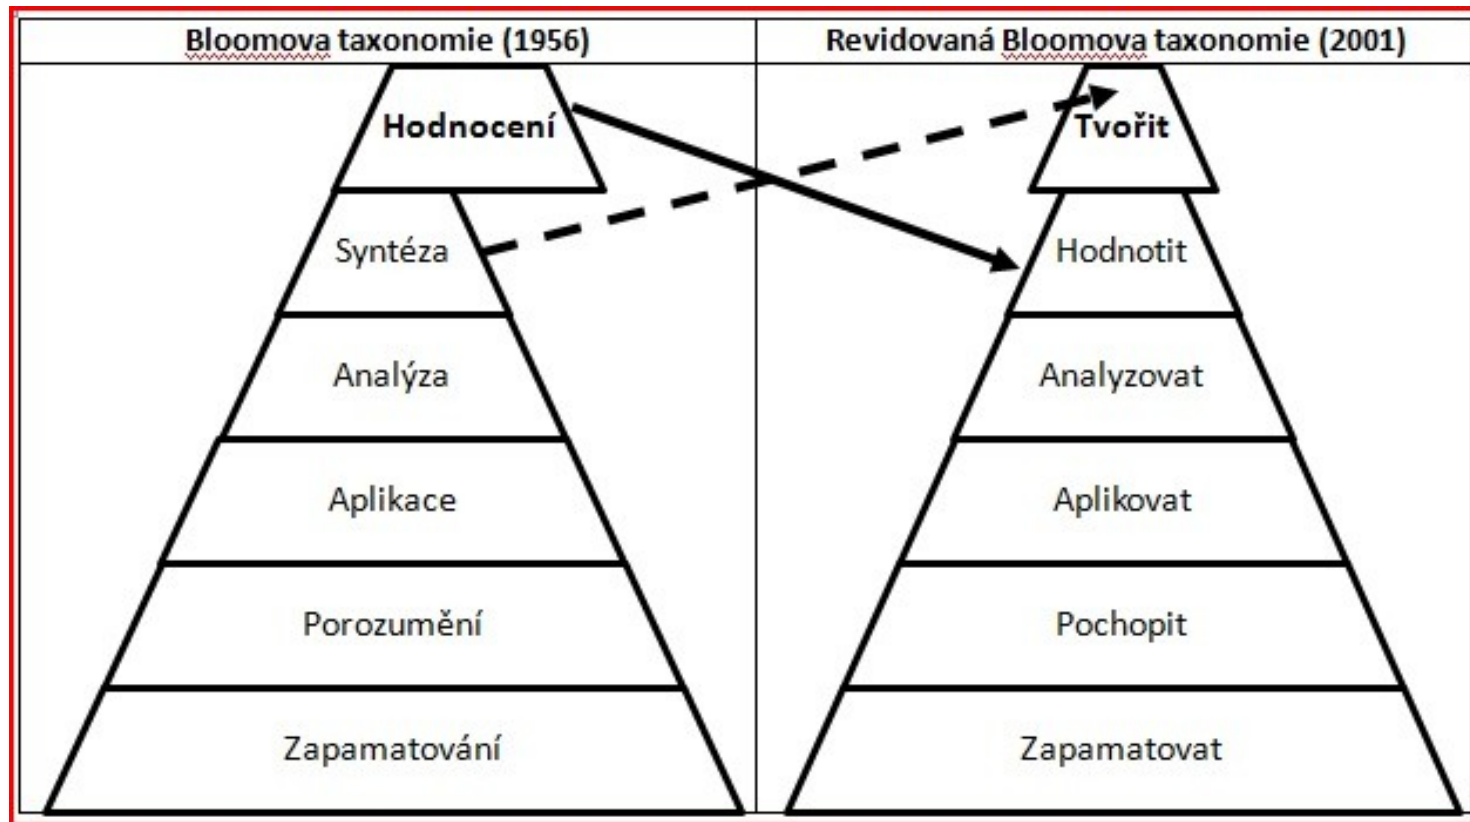 Bloomova taxonomie (1956)
Revidovaná Bloomova taxonomie (2001)
Hodnocení
Syntéza
Analýza
Aplikace
Porozumění
Zapamatování
Tvořit
Hodnotit
Analyzovat
Aplikovat
Pochopit
Zapamatovat